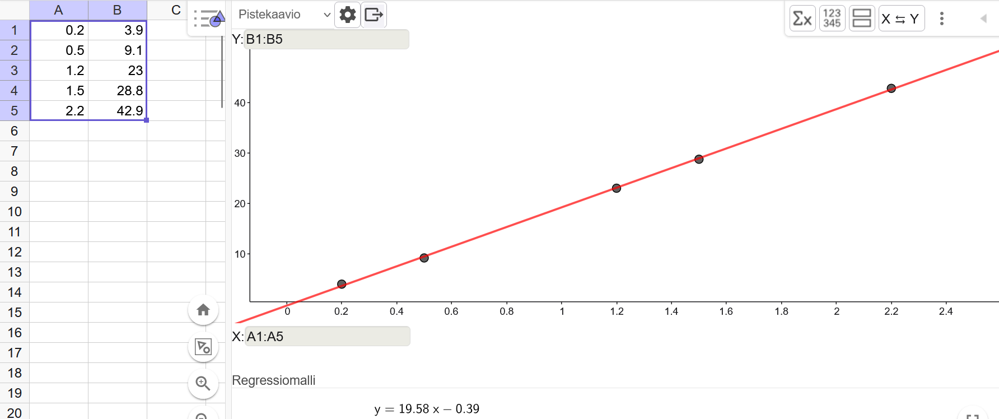 A B C
1 0.2 3.9
2 0.5 9.1
3 1.2 23
4 1.5 28.8
5 2.2 42.9
6
7
8
9
10
11
12
13
14
15
16
17
18
19
20
Pistekaavio
Σx
123
345
X ⇆ Y
Y: B1:B5
40
30
20
10
0 0.2 0.4 0.6 0.8 1 1.2 1.4 1.6 1.8 2 2.2 2.4
X: A1:A5
Regressiomalli
y = 19.58 x – 0.39